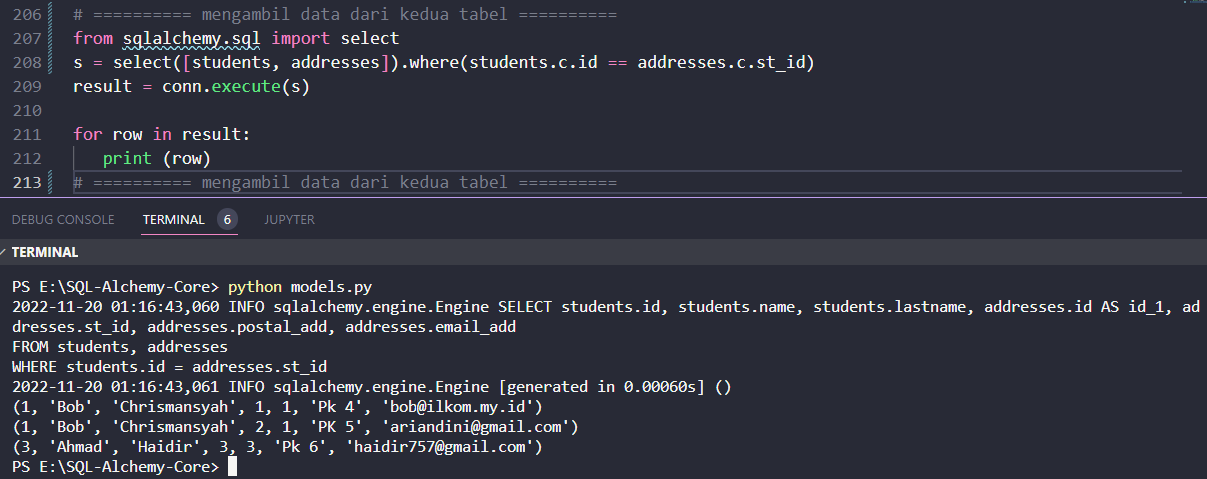 206 # ========== mengambil data dari kedua tabel ==========
207 from sqlalchemy.sql import select
208 s = select([students, addresses]).where(students.c.id == addresses.c.st_id)
209 result = conn.execute(s)
210
211 for row in result:
212 print (row)
213 # ========== mengambil data dari kedua tabel ==========
DEBUG CONSOLE TERMINAL 6 JUPYTER
TERMINAL
PS E:\SQL-Alchemy-Core> python models.py
2022-11-20 01:16:43,060 INFO sqlalchemy.engine.Engine SELECT students.id, students.name, students.lastname, addresses.id AS id_1, ad
dresses.st_id, addresses.postal_add, addresses.email_add
FROM students, addresses
WHERE students.id = addresses.st_id
2022-11-20 01:16:43,061 INFO sqlalchemy.engine.Engine [generated in 0.00060s] ()
(1, 'Bob', 'Chrismansyah', 1, 1, 'Pk 4', 'bob@ilkom.my.id')
(1, 'Bob', 'Chrismansyah', 2, 1, 'PK 5', 'ariandini@gmail.com')
(3, 'Ahmad', 'Haidir', 3, 3, 'Pk 6', 'haidir757@gmail.com')
PS E:\SQL-Alchemy-Core>